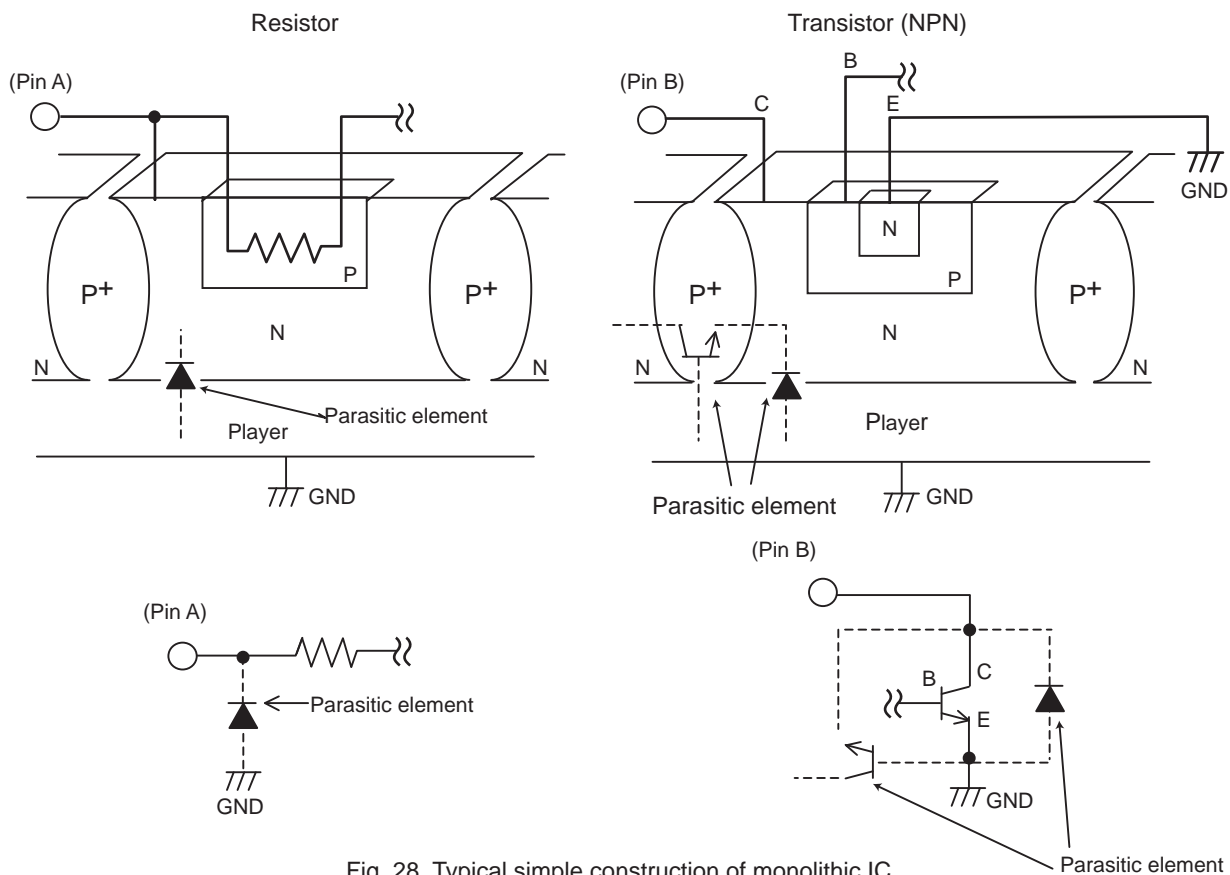 Resistor
Transistor (NPN)
(Pin A)
(Pin B)
B
C
E
GND
P+
P
N
P+
N
N
Parasitic element
Player
GND
N
P+
P
N
P+
N
N
Player
Parasitic element
GND
(Pin A)
Parasitic element
GND
(Pin B)
C
B
E
GND
Parasitic element
Fig. 28 Typical simple construction of monolithic IC